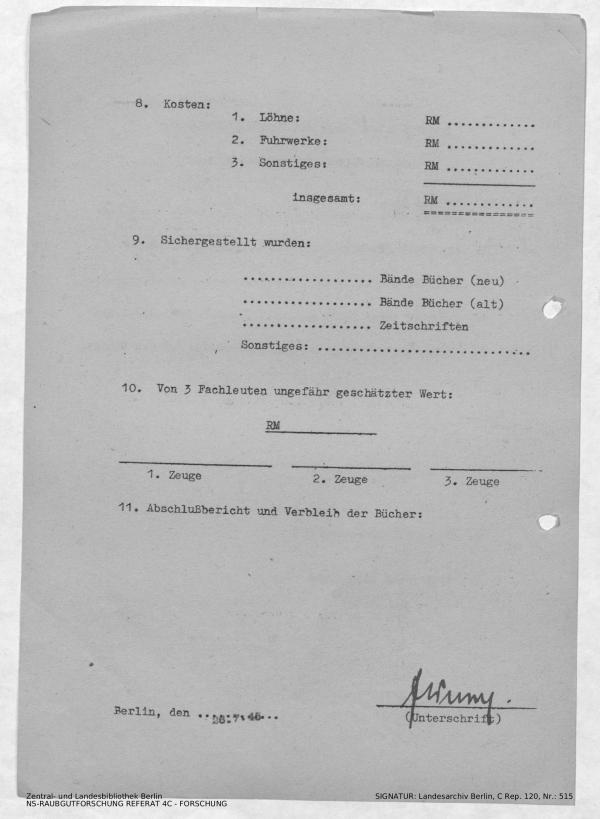 8. Kosten:
1. Löhne: RM .............
2. Fuhrwerke: RM .............
3. Sonstiges: RM .............
insgesamt: RM .............
================
9. Sichergestellt wurden:
................... Bände Bücher (neu)
................... Bände Bücher (alt)
................... Zeitschriften
Sonstiges: ...............................
10. Von 3 Fachleuten ungefähr geschätzter Wert:
RM
1. Zeuge 2. Zeuge 3. Zeuge
11. Abschlußbericht und Verbleib der Bücher:
Berlin, den ...
(Unterschrift)
Zentral- und Landesbibliothek Berlin
NS-RAUBGUTFORSCHUNG REFERAT 4C - FORSCHUNG
SIGNATUR: Landesarchiv Berlin, C Rep. 120, Nr.: 515